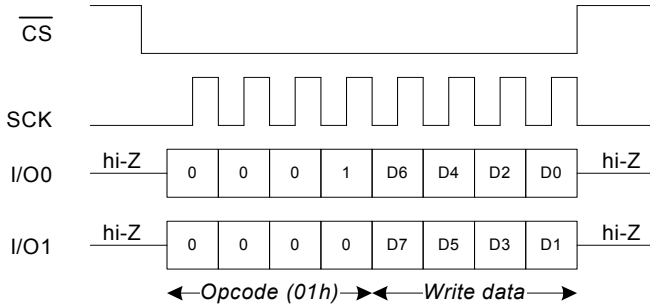 CS
SCK
hi-Z hi-Z
I/O0 0 0 0 1 D6 D4 D2 D0
hi-Z hi-Z
I/O1 0 0 0 0 D7 D5 D3 D1
Opcode (01h) Write data